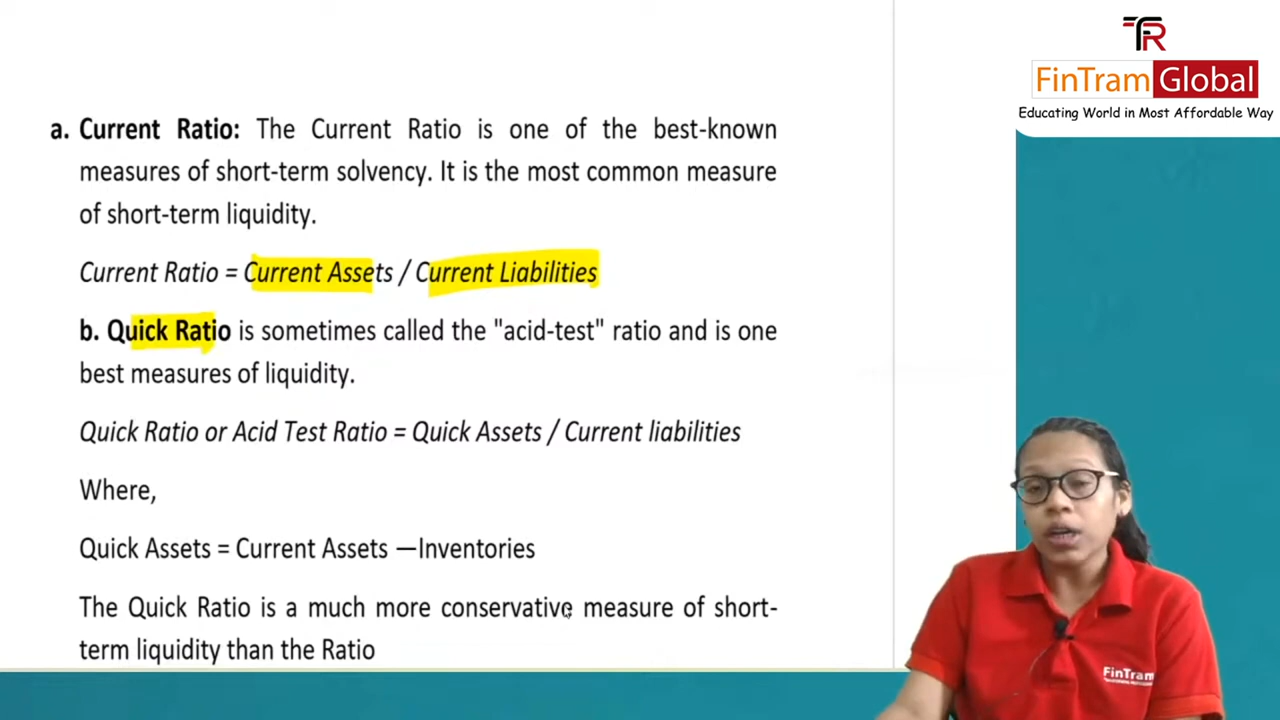 a. Current Ratio: The Current Ratio is one of the best-known
measures of short-term solvency. It is the most common measure
of short-term liquidity.
Current Ratio = Current Assets / Current Liabilities
b. Quick Ratio is sometimes called the "acid-test" ratio and is one
best measures of liquidity.
Quick Ratio or Acid Test Ratio = Quick Assets / Current liabilities
Where,
Quick Assets = Current Assets —Inventories
The Quick Ratio is a much more conservative measure of short-
term liquidity than the Ratio
FinTram Global
Educating World in Most Affordable Way
FinTram